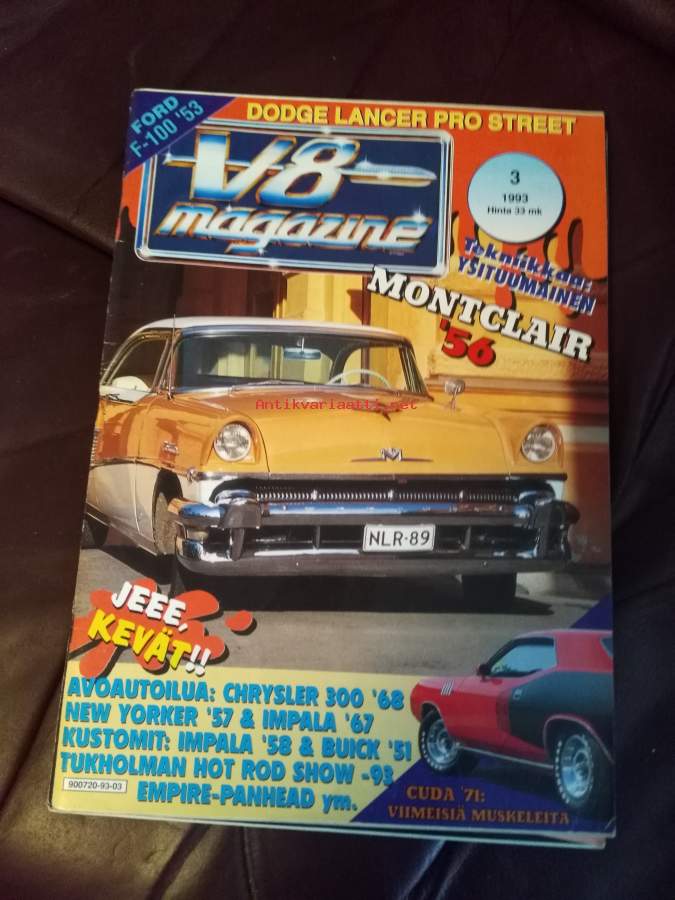 FORD
F-100 '53
DODGE LANCER PRO STREET
V8
magazine
3
1993
Hinta 33 mk
Tekniikkaa:
YSITUUMAINEN
MONTCLAIR
'56
Antikvariaatti.net
NLR-89
JEEE,
KEVÄT!!
AVOAUTOILUA: CHRYSLER 300 '68
NEW YORKER '57 & IMPALA '67
KUSTOMIT: IMPALA '58 & BUICK '51
TUKHOLMAN HOT ROD SHOW -93
900720-93-03
EMPIRE-PANHEAD ym.
CUDA '71:
VIIMEISIÄ MUSKELEITA